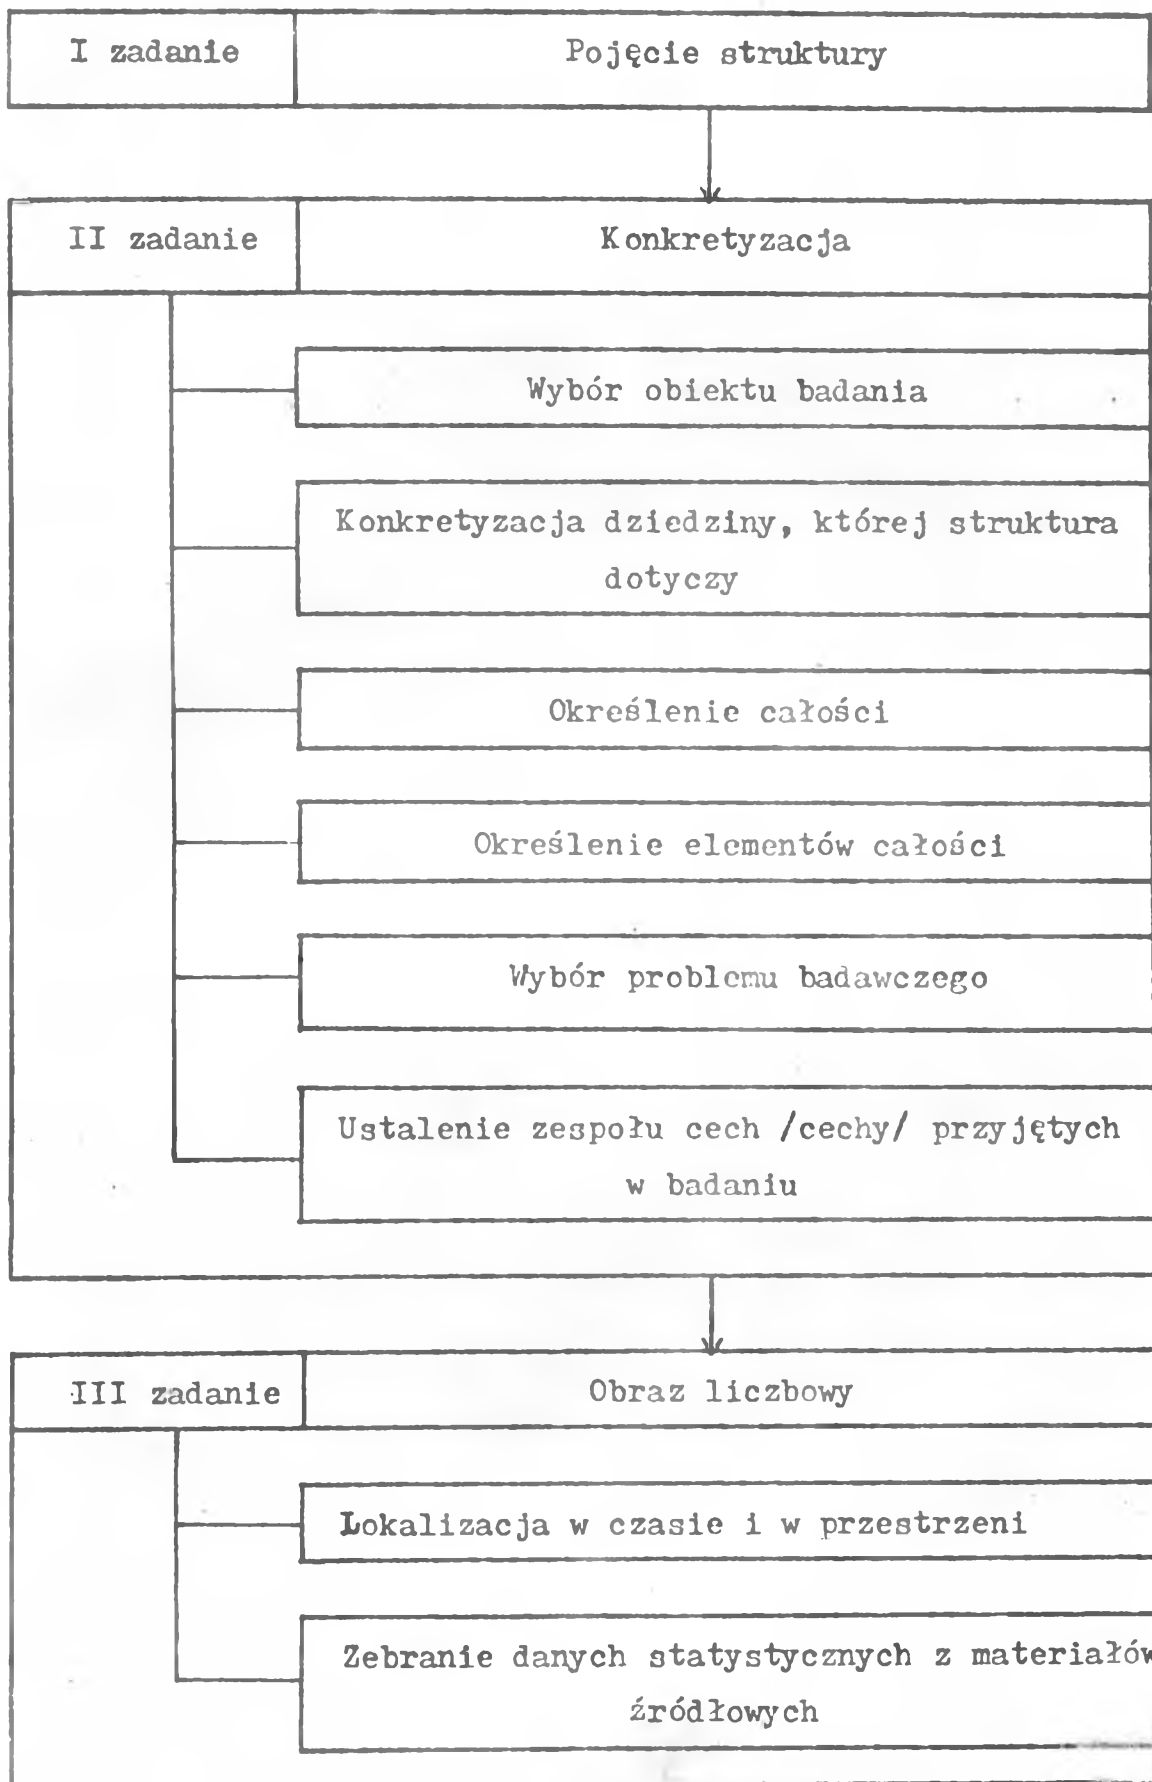 I zadanie
Pojęcie struktury
II zadanie
Konkretyzacja
Wybór obiektu badania
Konkretyzacja dziedziny, której struktura
dotyczy
Określenie całości
Określenie elementów całości
Wybór problemu badawczego
Ustalenie zespołu cech /cechy/ przyjętych
w badaniu
III zadanie
Obraz liczbowy
Lokalizacja w czasie i w przestrzeni
Zebranie danych statystycznych z materiałów
źródłowych